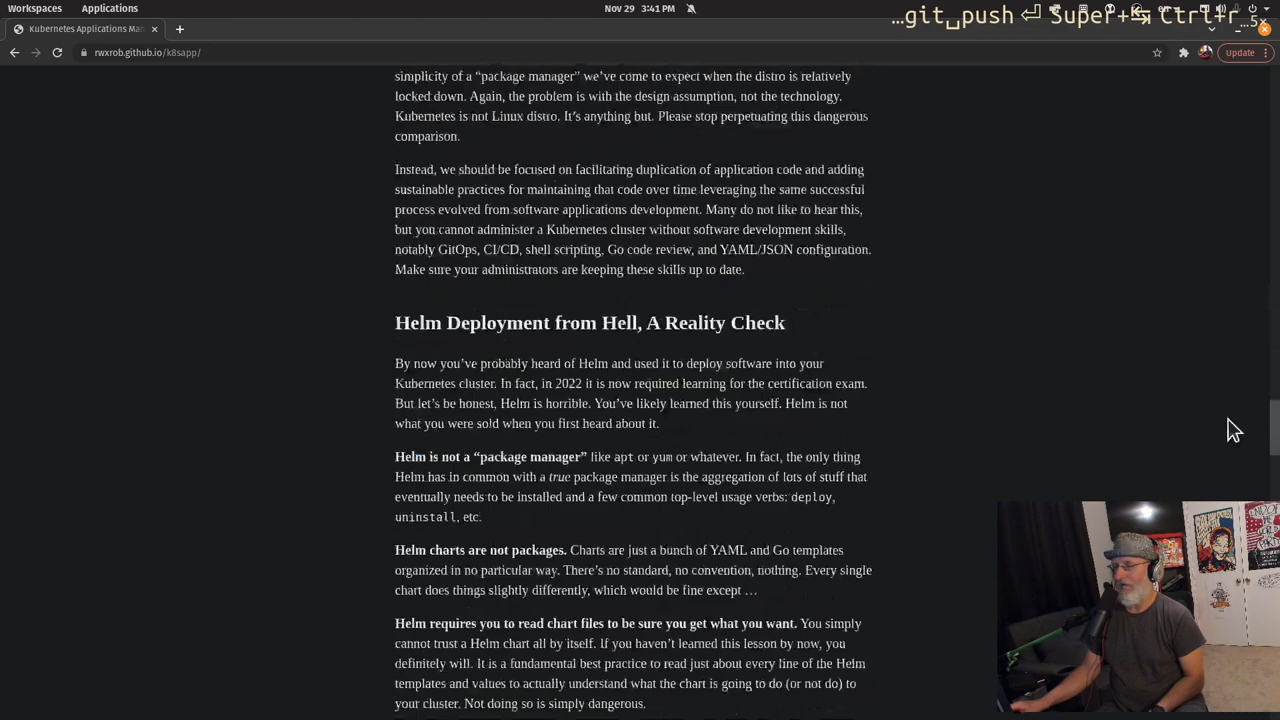 Workspaces Applications Nov 29 3:41 PM
…git␣push⏎ Super+↹ Ctrl+r…5×
Kubernetes Applications Man
rwxrob.github.io/k8sapp/ Update
simplicity of a “package manager” we’ve come to expect when the distro is relatively
locked down. Again, the problem is with the design assumption, not the technology.
Kubernetes is not Linux distro. It’s anything but. Please stop perpetuating this dangerous
comparison.
Instead, we should be focused on facilitating duplication of application code and adding
sustainable practices for maintaining that code over time leveraging the same successful
process evolved from software applications development. Many do not like to hear this,
but you cannot administer a Kubernetes cluster without software development skills,
notably GitOps, CI/CD, shell scripting, Go code review, and YAML/JSON configuration.
Make sure your administrators are keeping these skills up to date.
Helm Deployment from Hell, A Reality Check
By now you’ve probably heard of Helm and used it to deploy software into your
Kubernetes cluster. In fact, in 2022 it is now required learning for the certification exam.
But let’s be honest, Helm is horrible. You’ve likely learned this yourself. Helm is not
what you were sold when you first heard about it.
Helm is not a “package manager” like apt or yum or whatever. In fact, the only thing
Helm has in common with a true package manager is the aggregation of lots of stuff that
eventually needs to be installed and a few common top-level usage verbs: deploy,
uninstall, etc.
Helm charts are not packages. Charts are just a bunch of YAML and Go templates
organized in no particular way. There’s no standard, no convention, nothing. Every single
chart does things slightly differently, which would be fine except …
Helm requires you to read chart files to be sure you get what you want. You simply
cannot trust a Helm chart all by itself. If you haven’t learned this lesson by now, you
definitely will. It is a fundamental best practice to read just about every line of the Helm
templates and values to actually understand what the chart is going to do (or not do) to
your cluster. Not doing so is simply dangerous.